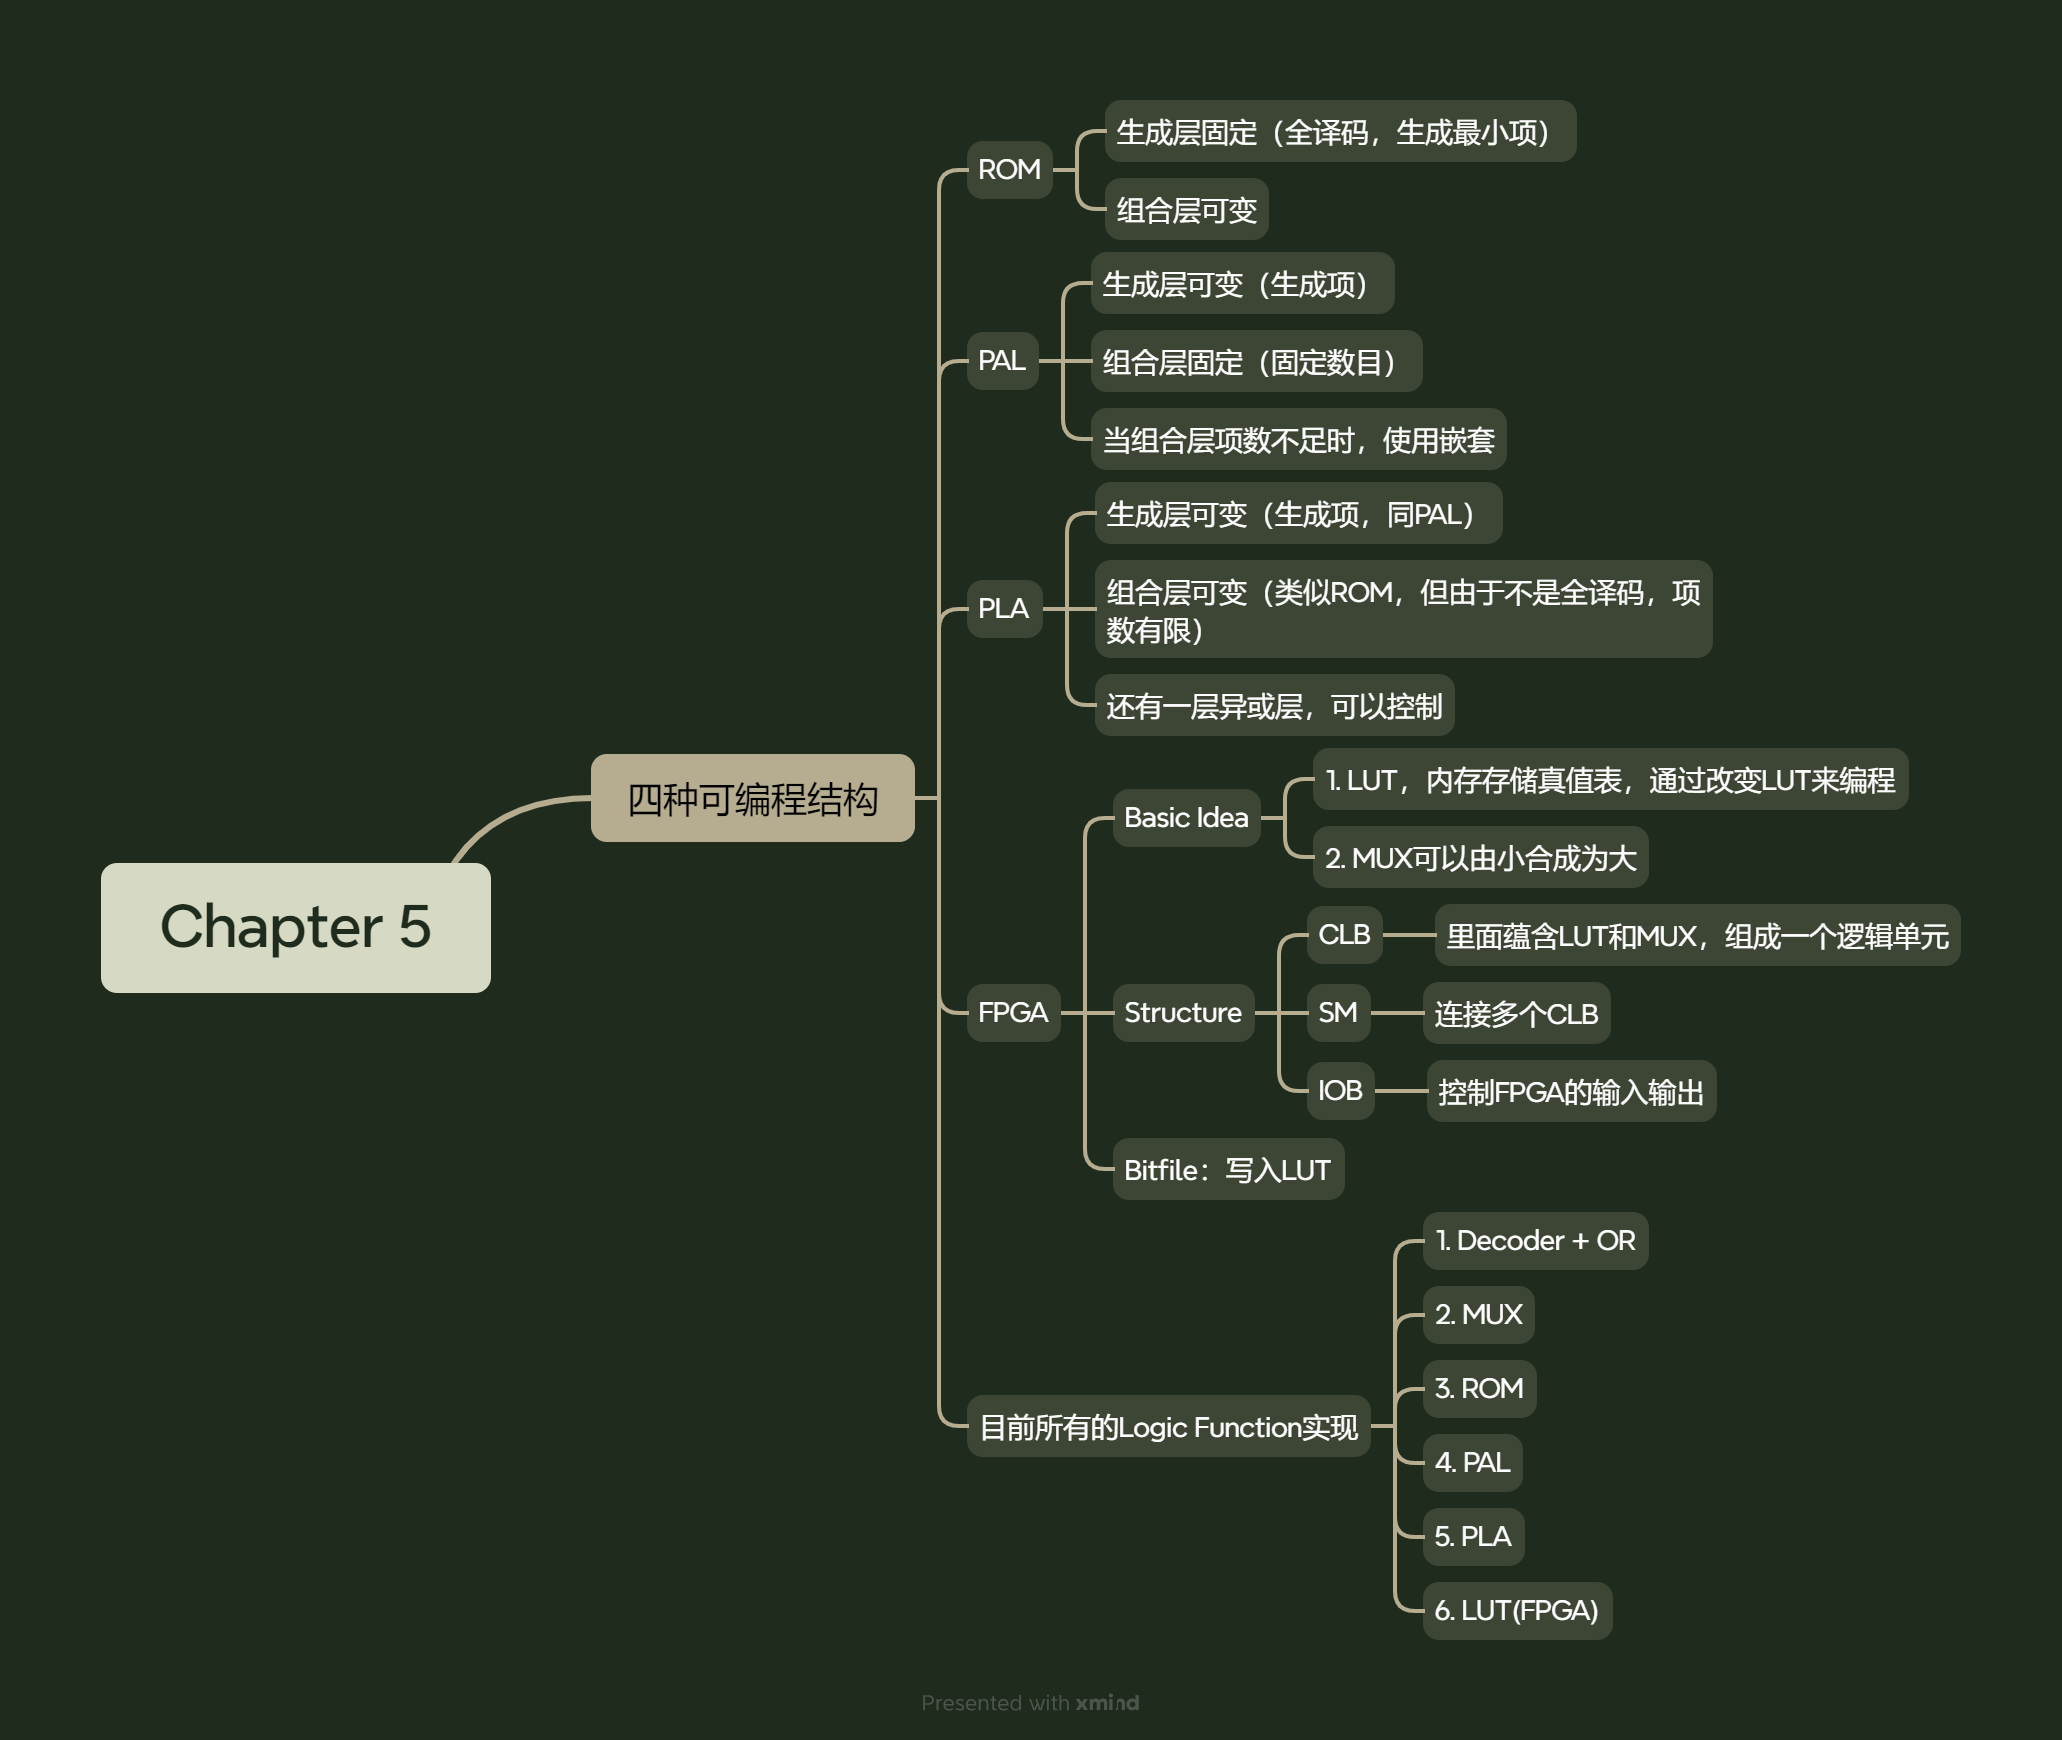 Chapter 5
四种可编程结构
ROM
生成层固定（全译码，生成最小项）
组合层可变
PAL
生成层可变（生成项）
组合层固定（固定数目）
当组合层项数不足时，使用嵌套
PLA
生成层可变（生成项，同PAL）
组合层可变（类似ROM，但由于不是全译码，项
数有限）
还有一层异或层，可以控制
FPGA
Basic Idea
1. LUT，内存存储真值表，通过改变LUT来编程
2. MUX可以由小合成为大
Structure
CLB
里面蕴含LUT和MUX，组成一个逻辑单元
SM
连接多个CLB
IOB
控制FPGA的输入输出
Bitfile：写入LUT
目前所有的Logic Function实现
1. Decoder + OR
2. MUX
3. ROM
4. PAL
5. PLA
6. LUT(FPGA)
Presented with xmind